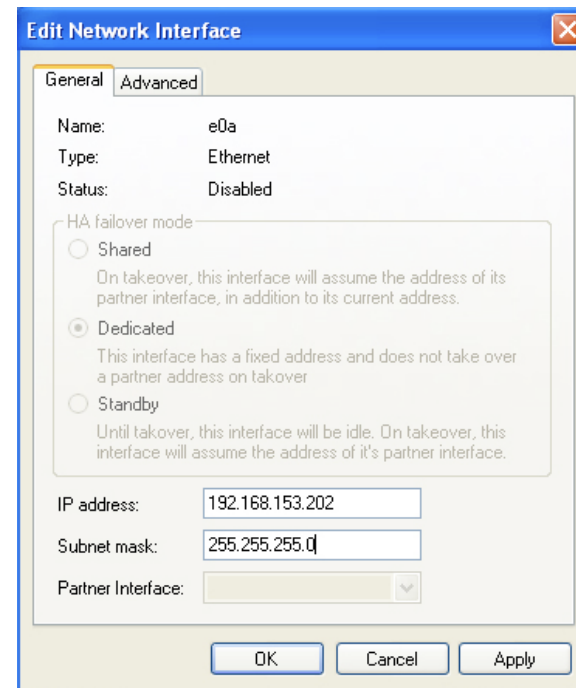 Edit Network Interface
General Advanced
Name: e0a
Type: Ethernet
Status: Disabled
HA failover mode
Shared
On takeover, this interface will assume the address of its
partner interface, in addition to its current address.
Dedicated
This interface has a fixed address and does not take over
a partner address on takover
Standby
Until takover, this interface will be idle. On takeover, this
interface will assume the address of it's partner interface.
IP address: 192.168.153.202
Subnet mask: 255.255.255.0
Partner Interface:
OK Cancel Apply